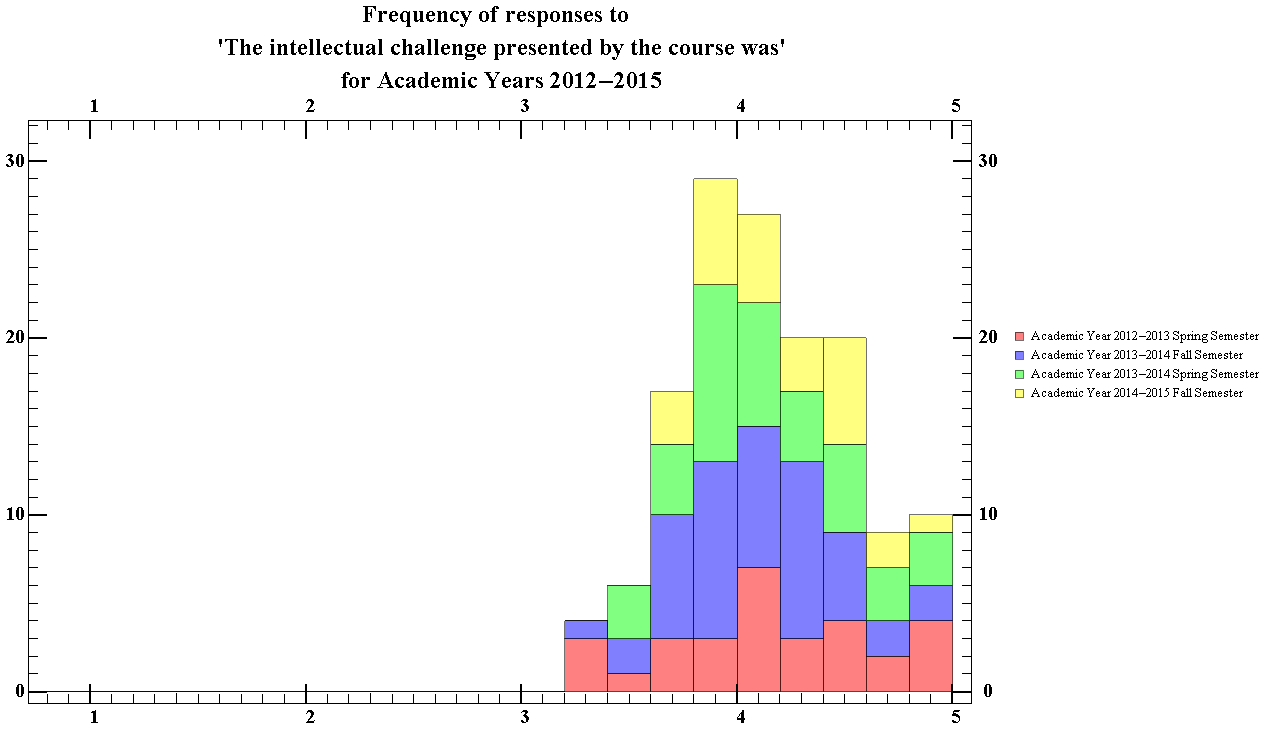 Frequency of responses to
'The intellectual challenge presented by the course was'
for Academic Years 2012–2015
1 2 3 4 5
30 30
20 20
Academic Year 2012–2013 Spring Semester
Academic Year 2013–2014 Fall Semester
Academic Year 2013–2014 Spring Semester
Academic Year 2014–2015 Fall Semester
10 10
0 0
1 2 3 4 5